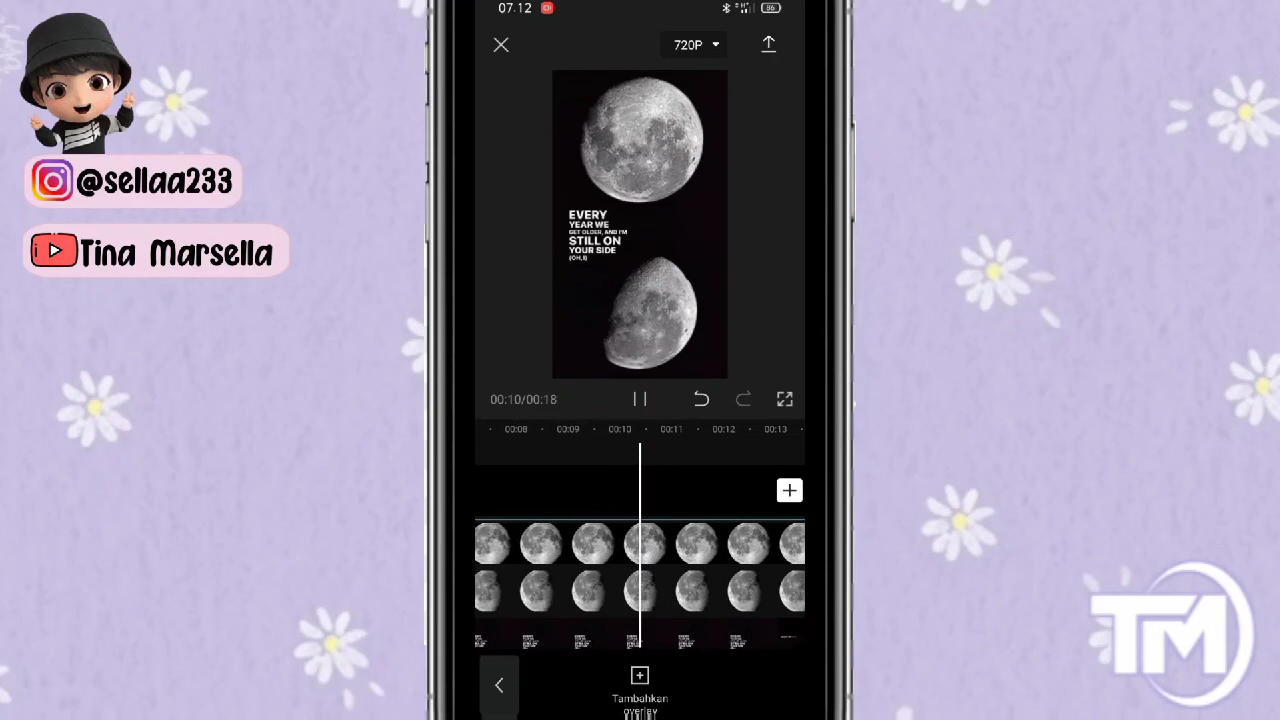 07.12
86
720P
@sellaa233
Tina Marsella
EVERY
YEAR WE
GET OLDER, AND I'M
STILL ON
YOUR SIDE
(OH,I)
00:10/00:18
00:08
00:09
00:10
00:11
00:12
00:13
Tambahkan
overlay
TM